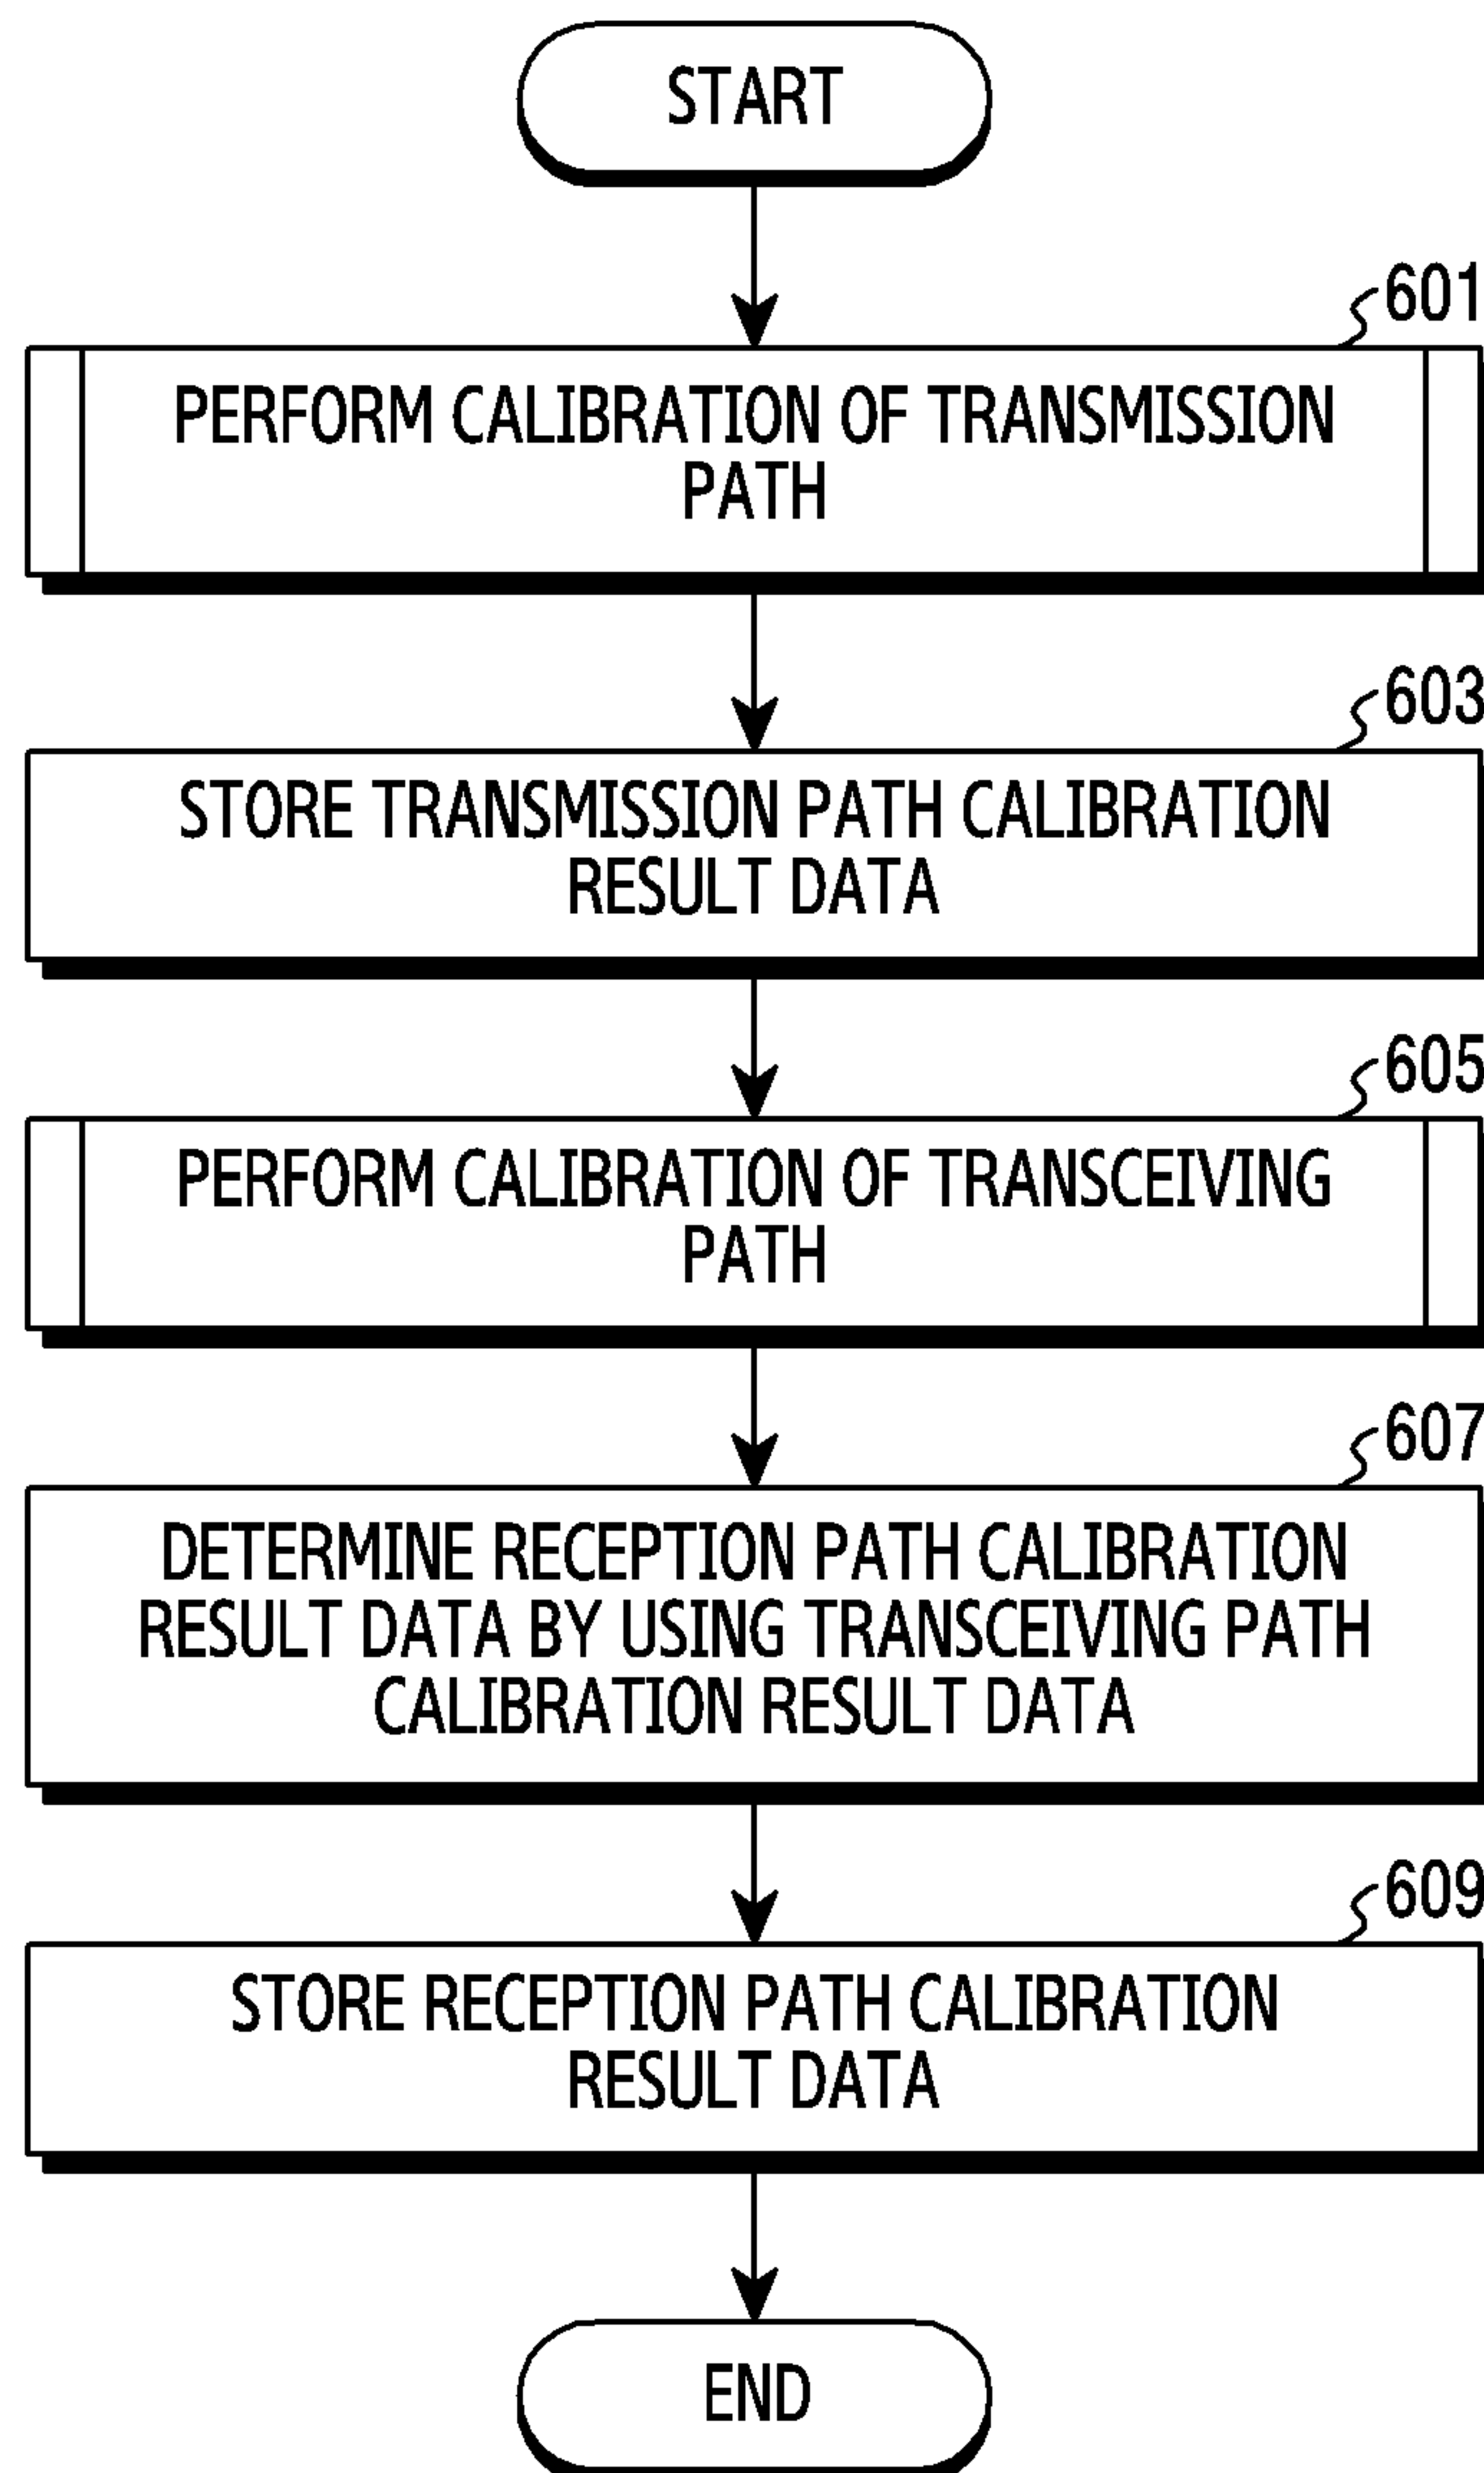 START
601
PERFORM CALIBRATION OF TRANSMISSION
PATH
603
STORE TRANSMISSION PATH CALIBRATION
RESULT DATA
605
PERFORM CALIBRATION OF TRANSCEIVING
PATH
607
DETERMINE RECEPTION PATH CALIBRATION
RESULT DATA BY USING TRANSCEIVING PATH
CALIBRATION RESULT DATA
609
STORE RECEPTION PATH CALIBRATION
RESULT DATA
END